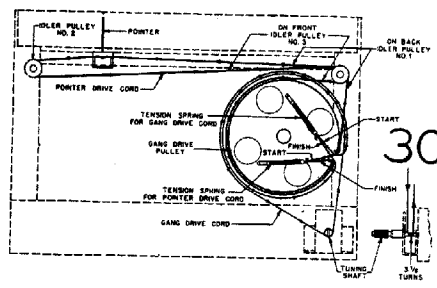 IDLER PULLEY
NO. 2
POINTER
ON FRONT
IDLER PULLEY
NO. 3
ON BACK
IDLER PULLEY
NO. 1
POINTER DRIVE CORD
TENSION SPRING
FOR GANG DRIVE CORD
START
FINISH
GANG DRIVE
PULLEY
START
30
TENSION SPRING
FOR POINTER DRIVE CORD
FINISH
GANG DRIVE CORD
TUNING
SHAFT
3 1/2
TURNS